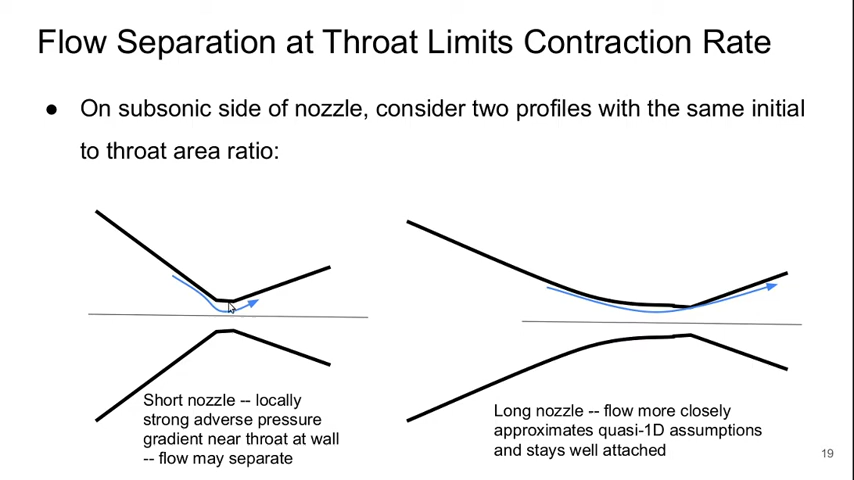 Flow Separation at Throat Limits Contraction Rate
● On subsonic side of nozzle, consider two profiles with the same initial
to throat area ratio:
Short nozzle -- locally
strong adverse pressure
gradient near throat at wall
-- flow may separate
Long nozzle -- flow more closely
approximates quasi-1D assumptions
and stays well attached
19